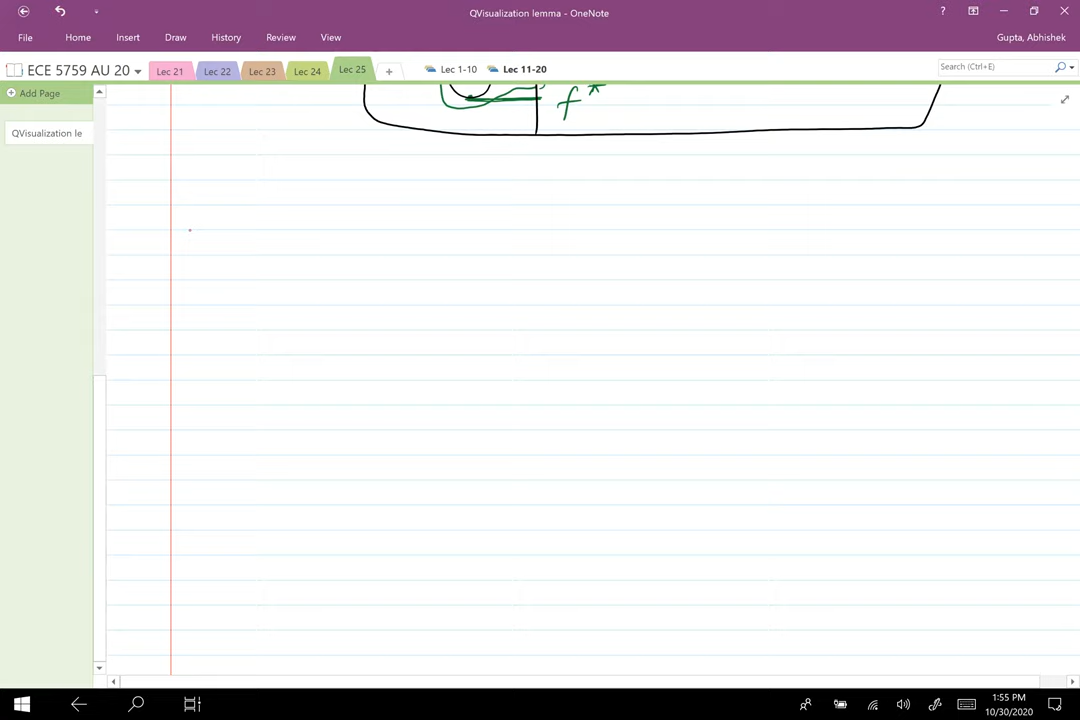 QVisualization lemma - OneNote
?
File Home Insert Draw History Review View
Gupta, Abhishek
ECE 5759 AU 20
Lec 21
Lec 22
Lec 23
Lec 24
Lec 25
+
Lec 1-10
Lec 11-20
Search (Ctrl+E)
Add Page
QVisualization le
f*
1:55 PM
10/30/2020